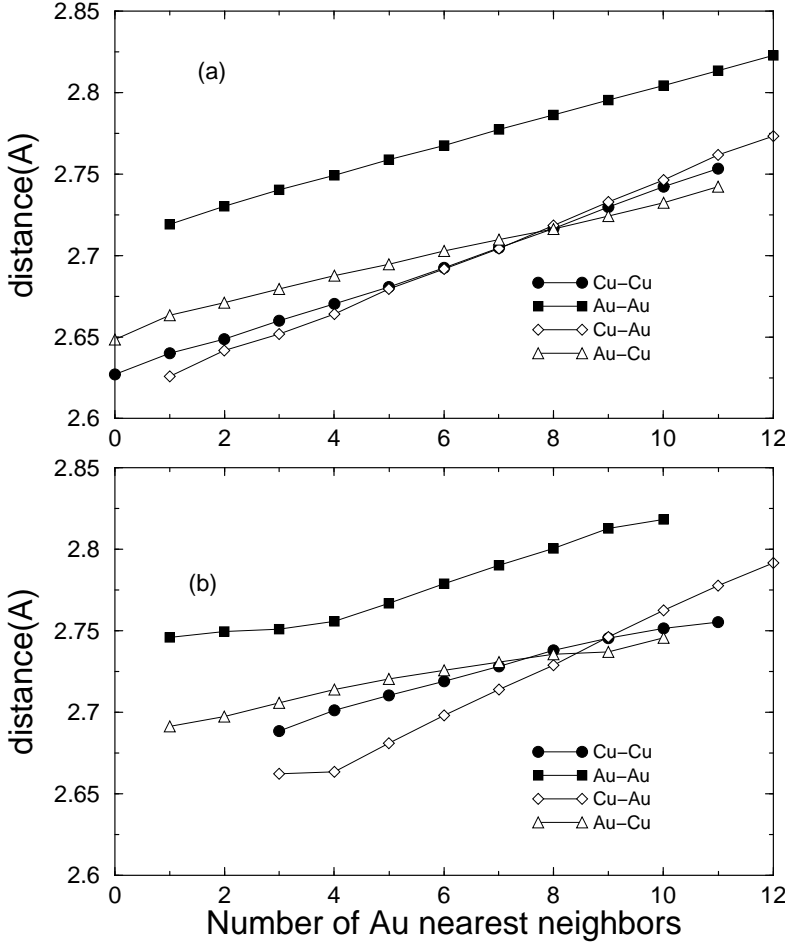 2.85
(a)
2.8
2.75
distance(A)
2.7
Cu−Cu
Au−Au
2.65
Cu−Au
Au−Cu
2.6
0 2 4 6 8 10 12
2.85
2.8
(b)
2.75
distance(A)
2.7
Cu−Cu
Au−Au
2.65
Cu−Au
Au−Cu
2.6
0 2 4 6 8 10 12
Number of Au nearest neighbors